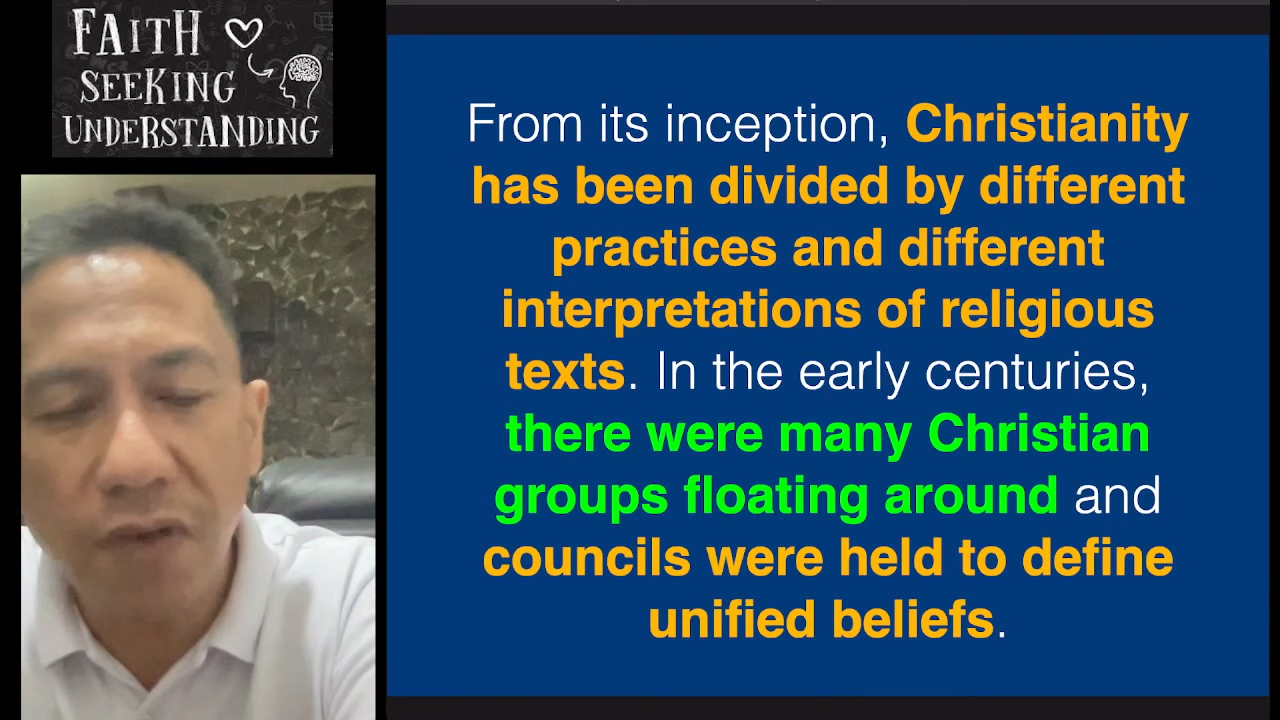 FAITH
SEEKING
UNDERSTANDING
From its inception, Christianity
has been divided by different
practices and different
interpretations of religious
texts. In the early centuries,
there were many Christian
groups floating around and
councils were held to define
unified beliefs.